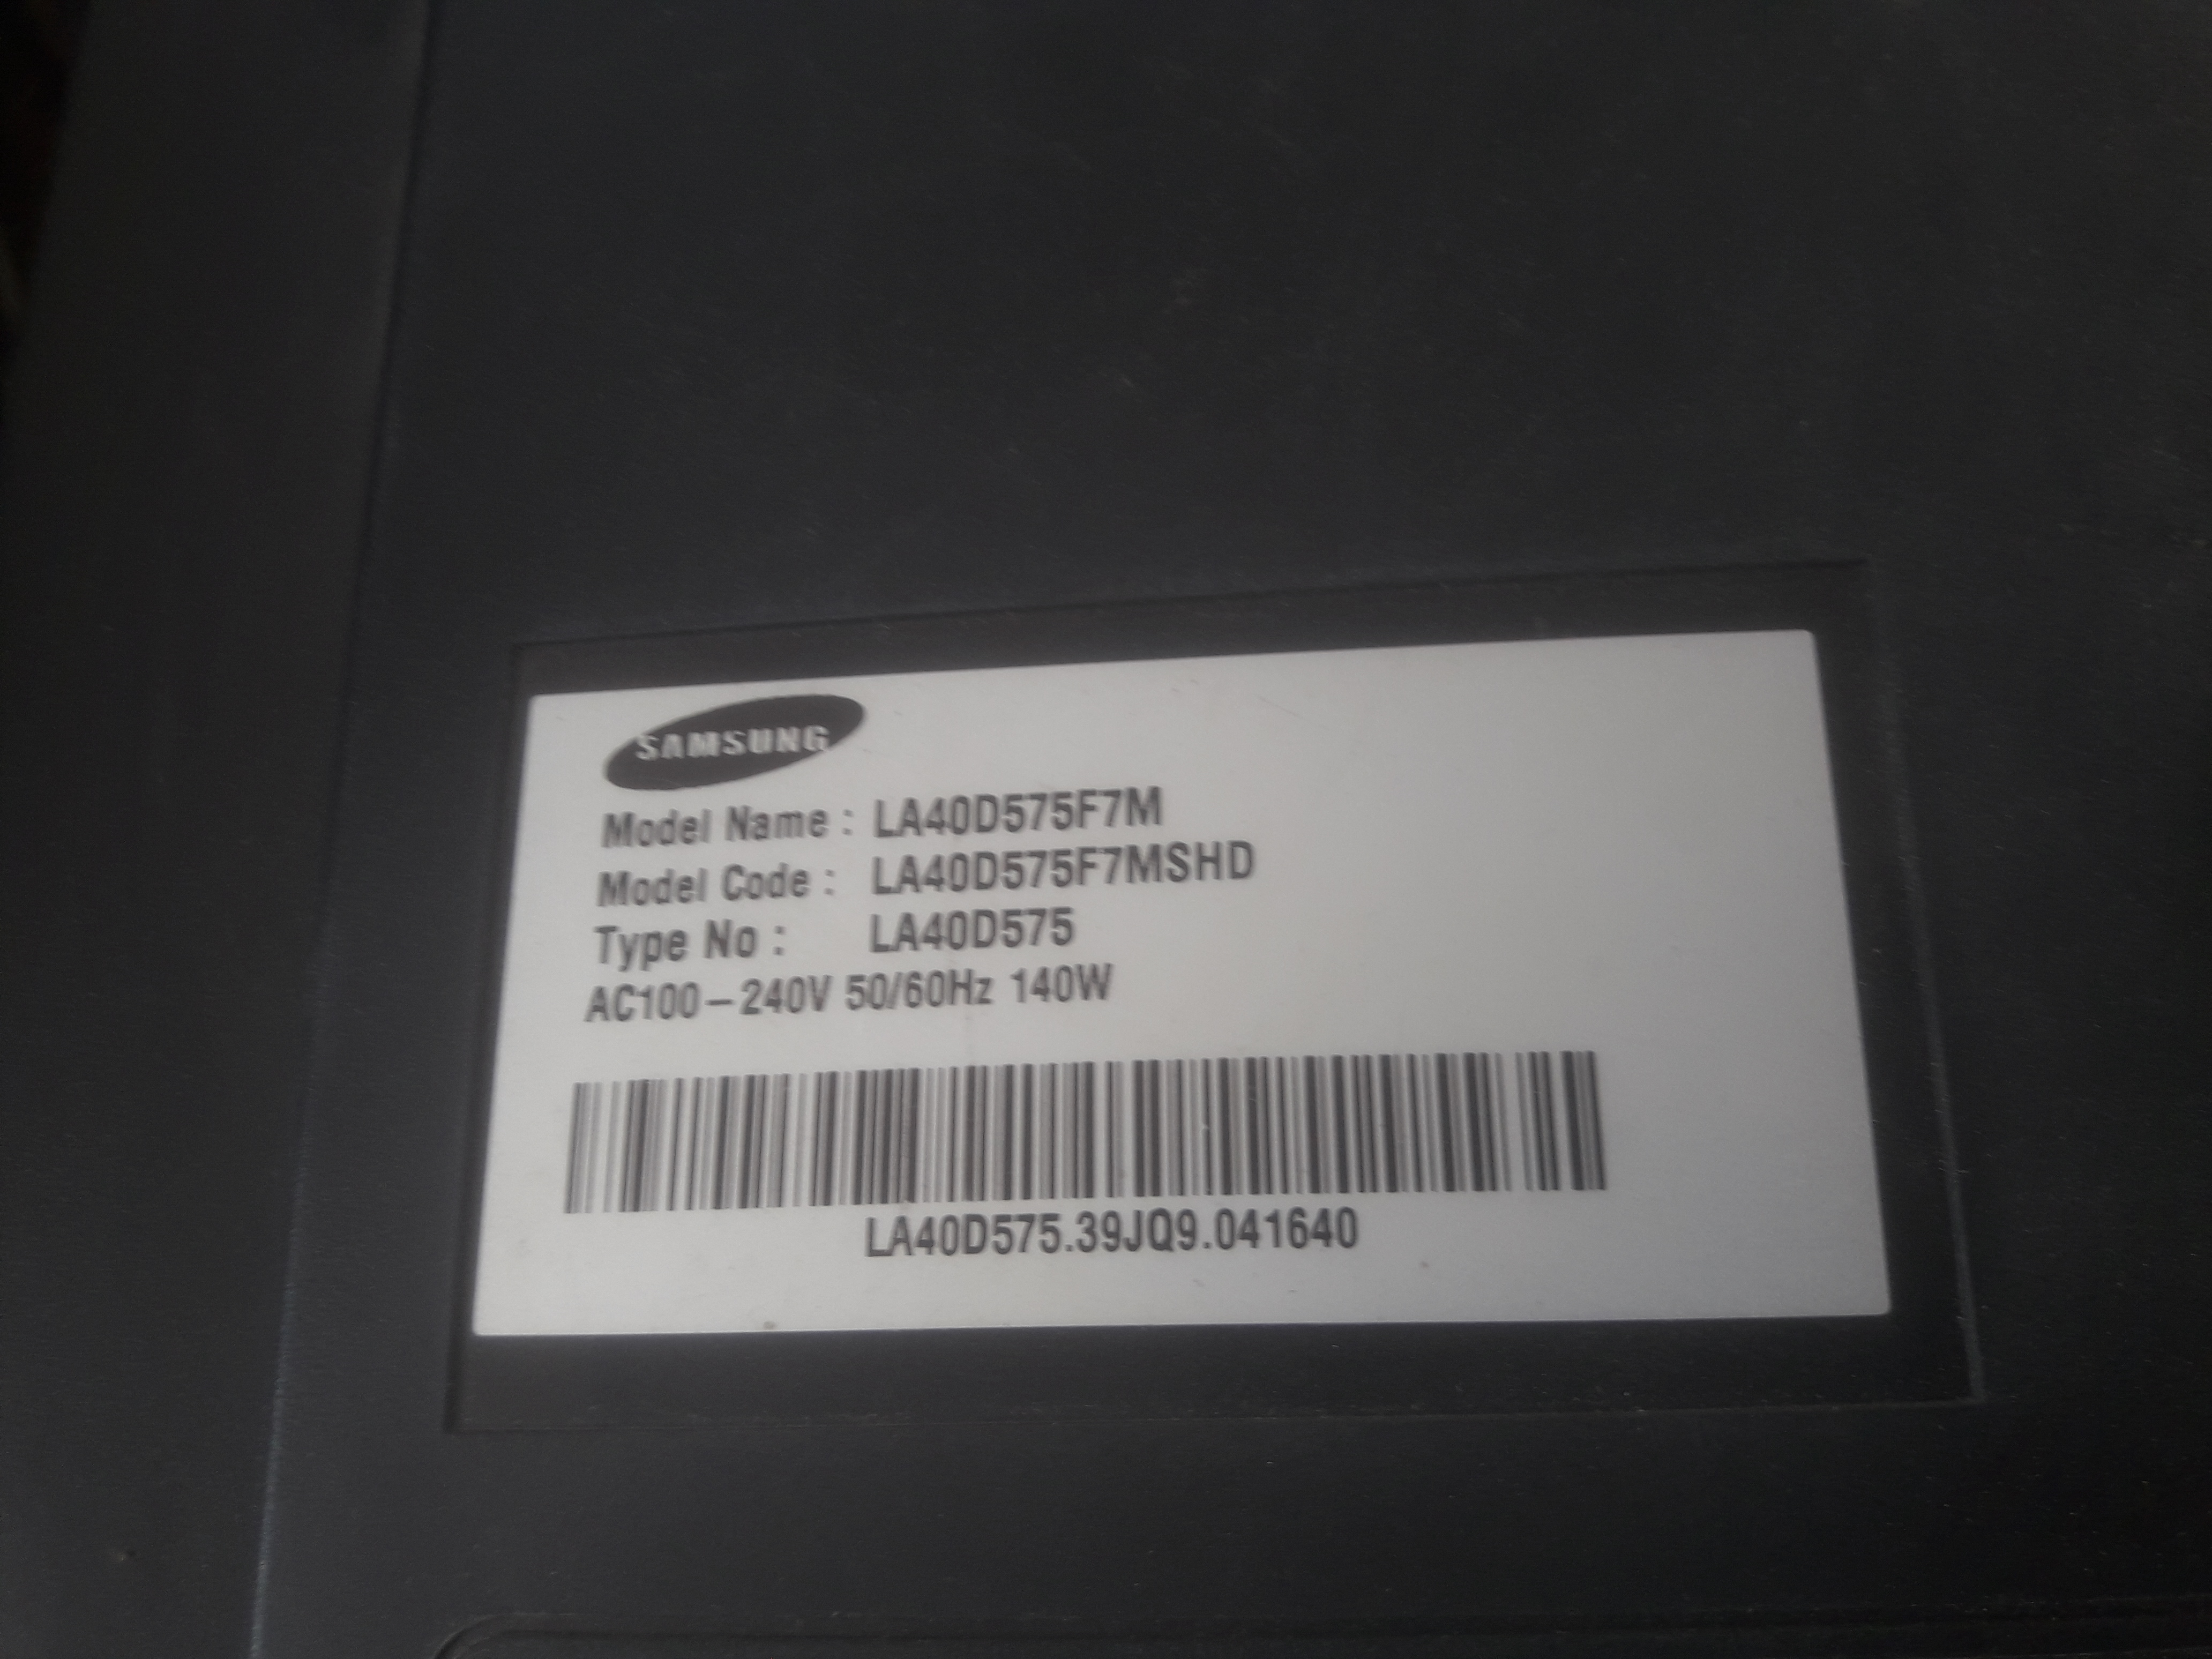 SAMSUNG
Model Name : LA40D575F7M
Model Code : LA40D575F7MSHD
Type No : LA40D575
AC100-240V 50/60Hz 140W
LA40D575.39JQ9.041640